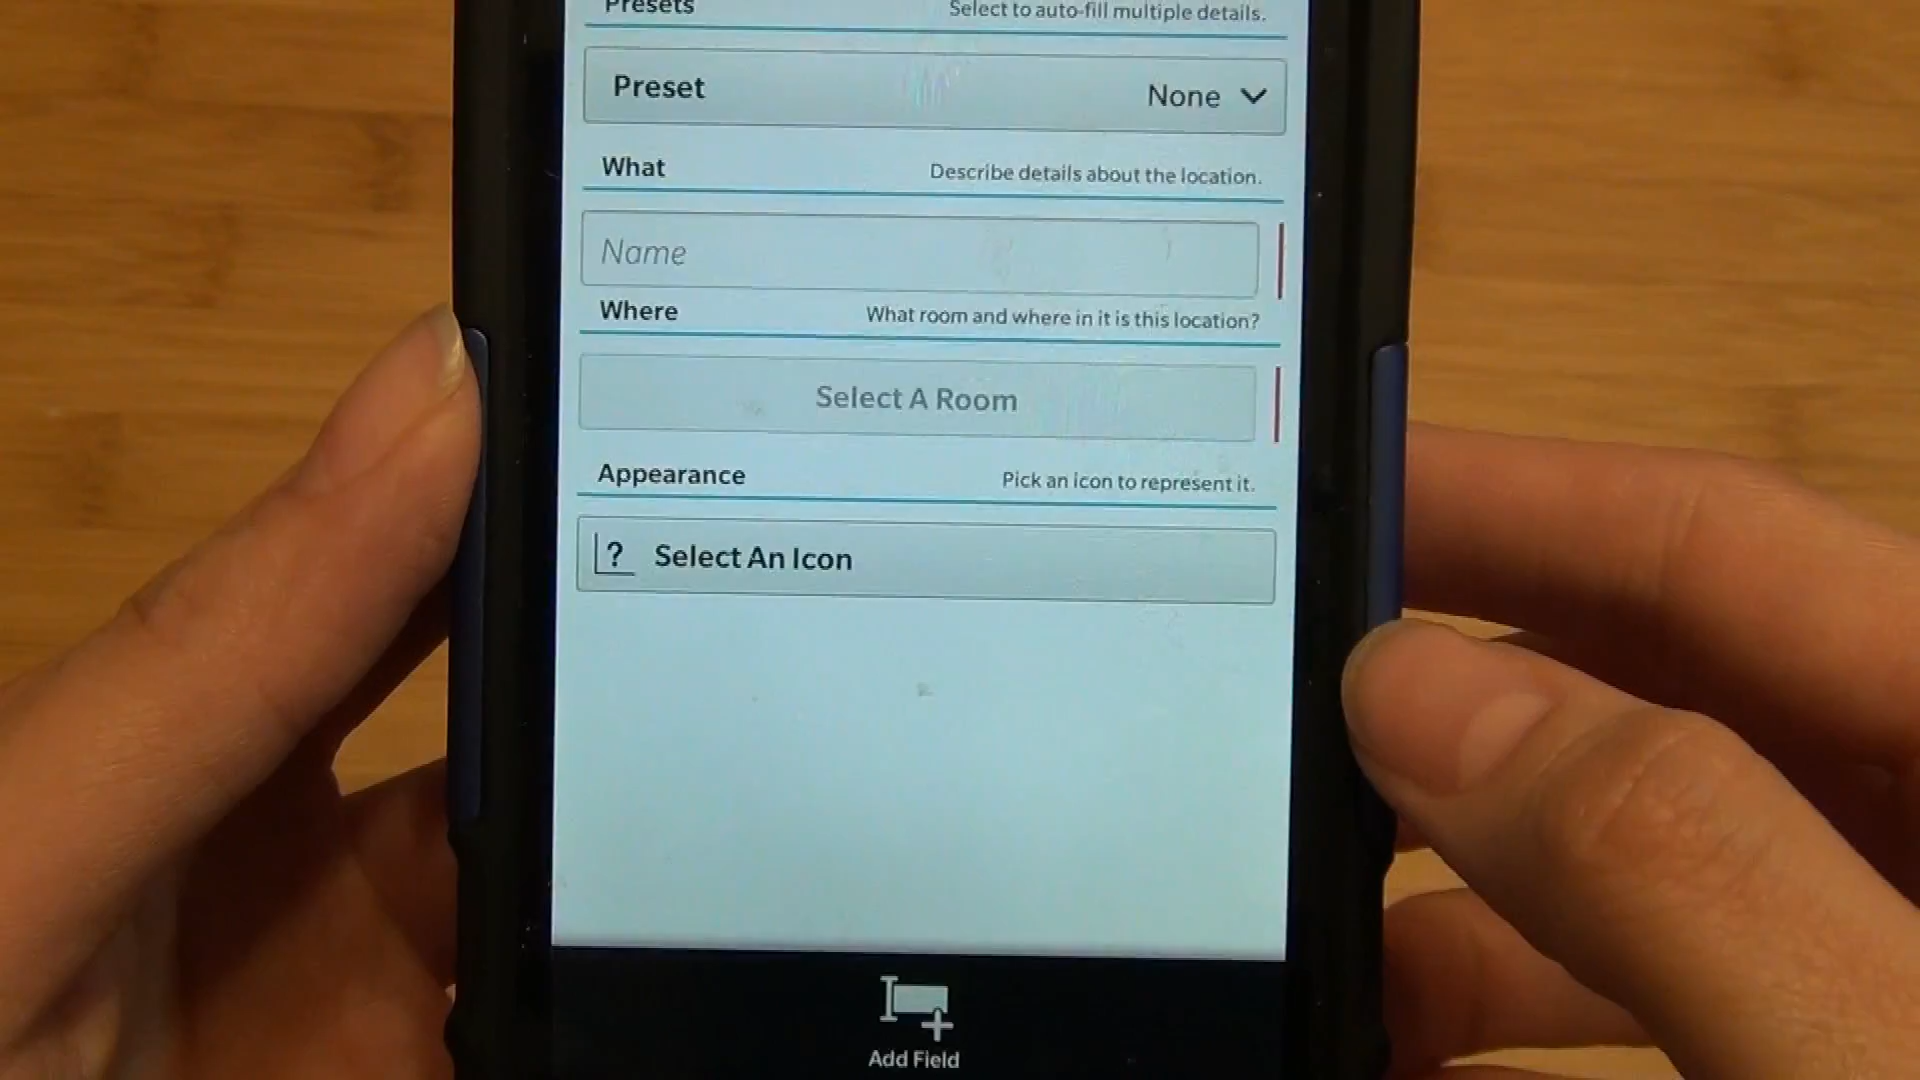 Presets
Select to auto-fill multiple details.
Preset
None
What
Describe details about the location.
Name
Where
What room and where in it is this location?
Select A Room
Appearance
Pick an icon to represent it.
? Select An Icon
Add Field